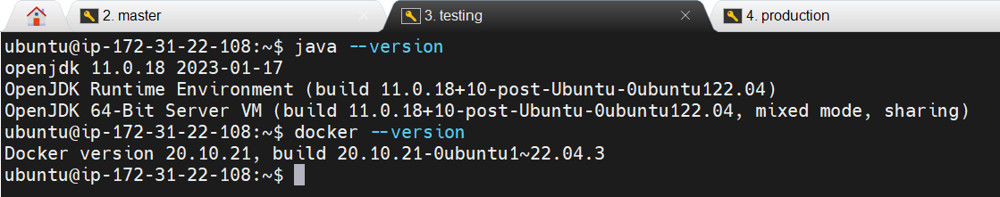 2. master
3. testing
4. production
ubuntu@ip-172-31-22-108:~$ java --version
openjdk 11.0.18 2023-01-17
OpenJDK Runtime Environment (build 11.0.18+10-post-Ubuntu-0ubuntu122.04)
OpenJDK 64-Bit Server VM (build 11.0.18+10-post-Ubuntu-0ubuntu122.04, mixed mode, sharing)
ubuntu@ip-172-31-22-108:~$ docker --version
Docker version 20.10.21, build 20.10.21-0ubuntu1~22.04.3
ubuntu@ip-172-31-22-108:~$